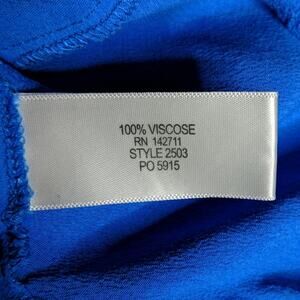 100% VISCOSE
RN 142711
STYLE 2503
PO 5915